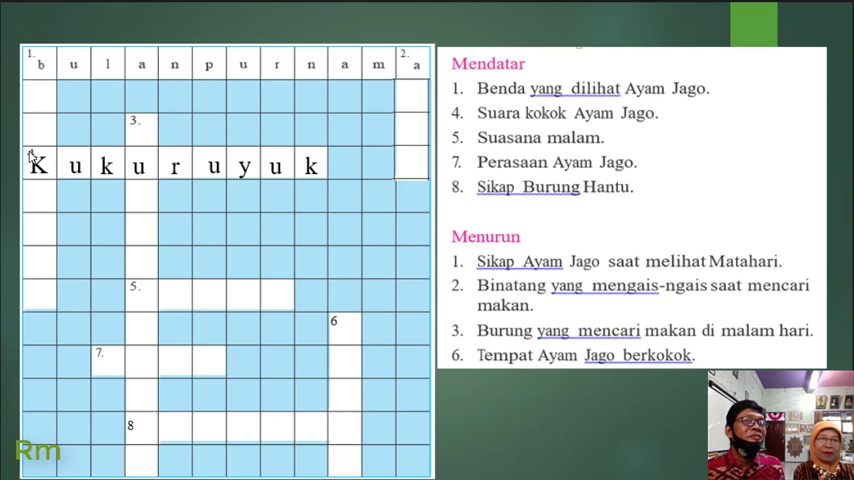 1. 2.
b u l a n p u r n a m a
3.
K u k u r u y u k
5.
6
7.
8
Mendatar
1. Benda yang dilihat Ayam Jago.
4. Suara kokok Ayam Jago.
5. Suasana malam.
7. Perasaan Ayam Jago.
8. Sikap Burung Hantu.
Menurun
1. Sikap Ayam Jago saat melihat Matahari.
2. Binatang yang mengais-ngais saat mencari
makan.
3. Burung yang mencari makan di malam hari.
6. Tempat Ayam Jago berkokok.
Rm